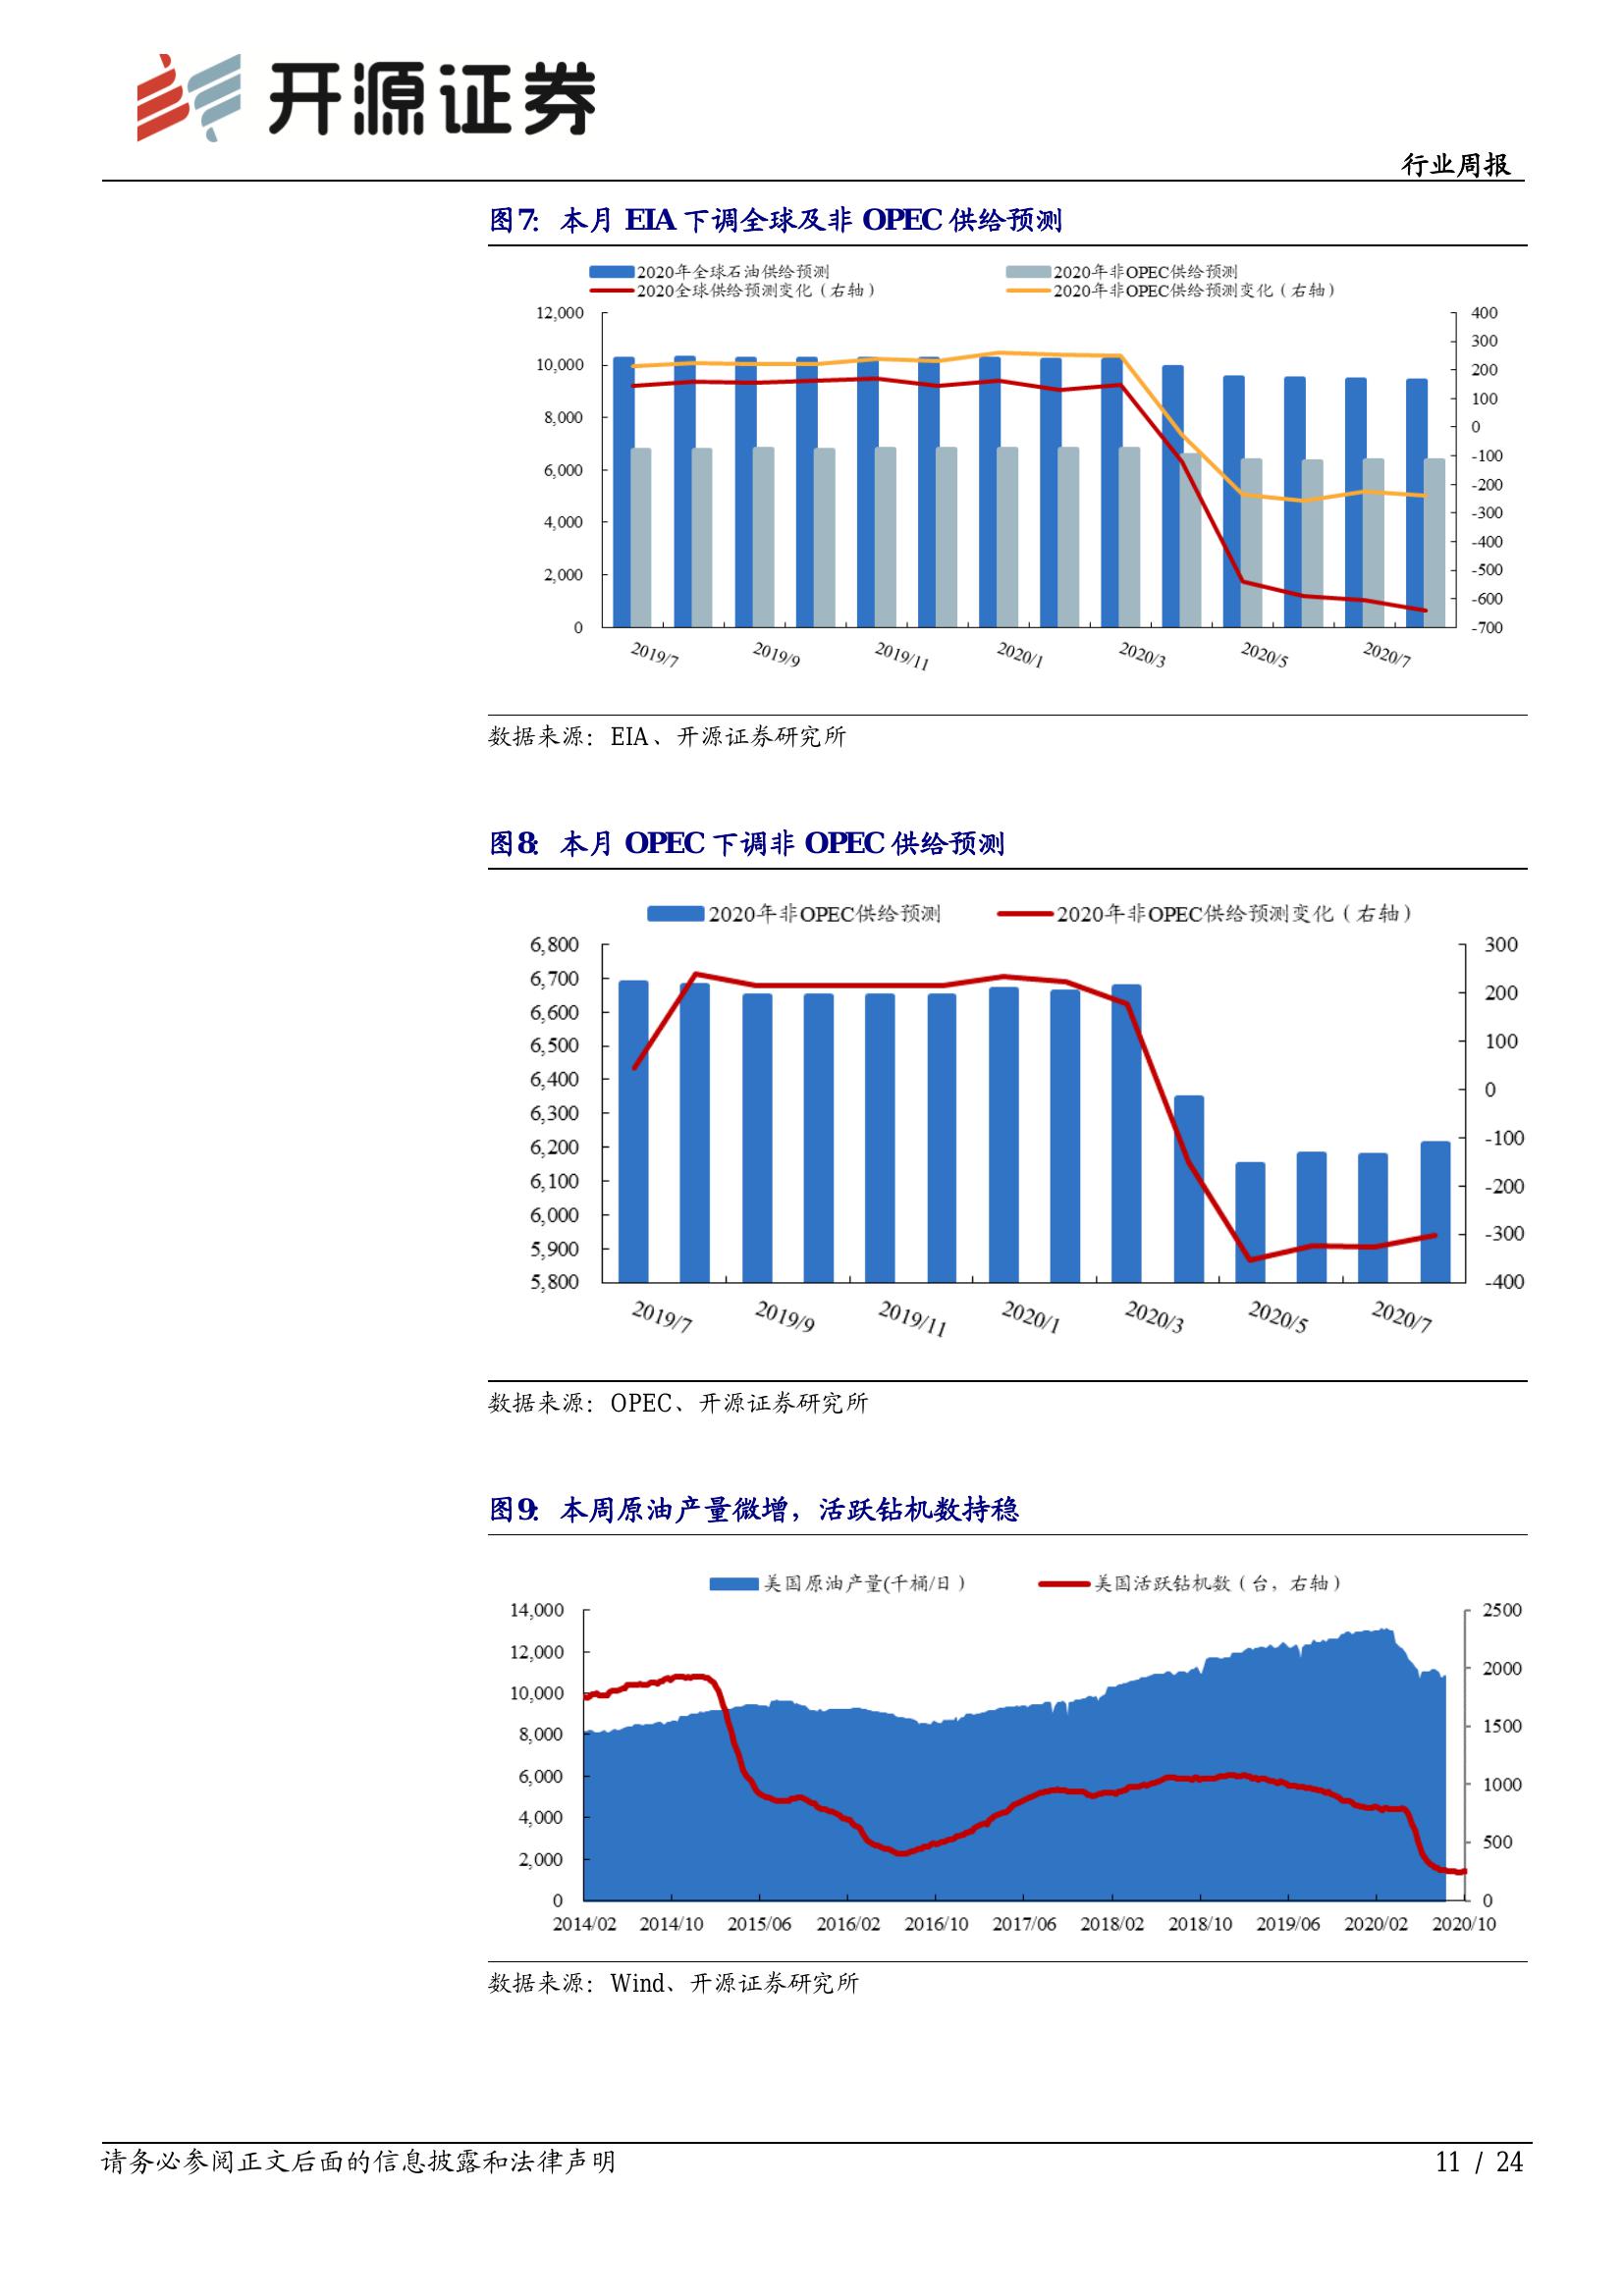 开源证券
行业周报
图7: 本月 EIA 下调全球及非 OPEC 供给预测
2020年全球石油供给预测 2020年非OPEC供给预测
2020全球供给预测变化（右轴） 2020年非OPEC供给预测变化（右轴）
12,000 400
300
10,000 200
100
8,000 0
6,000 -100
-200
4,000 -300
-400
2,000 -500
-600
0 -700
2019/7 2019/9 2019/11 2020/1 2020/3 2020/5 2020/7
数据来源：EIA、开源证券研究所
图8: 本月 OPEC 下调非 OPEC 供给预测
2020年非OPEC供给预测 2020年非OPEC供给预测变化（右轴）
6,800 300
6,700 200
6,600
6,500 100
6,400 0
6,300
6,200 -100
6,100 -200
6,000
5,900 -300
5,800 -400
2019/7 2019/9 2019/11 2020/1 2020/3 2020/5 2020/7
数据来源：OPEC、开源证券研究所
图9: 本周原油产量微增，活跃钻机数持稳
美国原油产量(千桶/日） 美国活跃钻机数（台，右轴）
14,000 2500
12,000 2000
10,000
8,000 1500
6,000 1000
4,000
2,000 500
0 0
2014/02 2014/10 2015/06 2016/02 2016/10 2017/06 2018/02 2018/10 2019/06 2020/02 2020/10
数据来源：Wind、开源证券研究所
请务必参阅正文后面的信息披露和法律声明 11 / 24